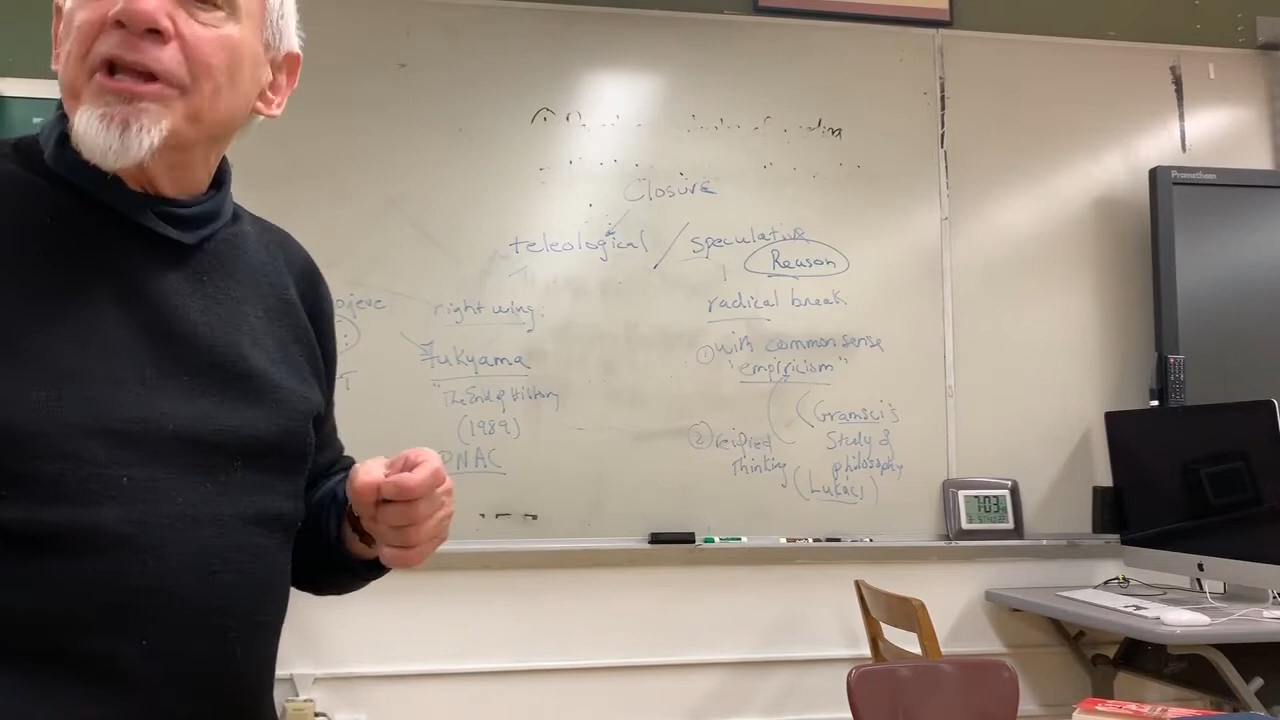 Closure
teleological / speculative
Reason
radical break
ojeve
right wing:
① with common sense
"empiricism"
Fukyama
"The End of History
(1989)
PNAC
(Gramsci's
Study of
philosophy
② reified
thinking
(Lukács)
Promethean
7:03